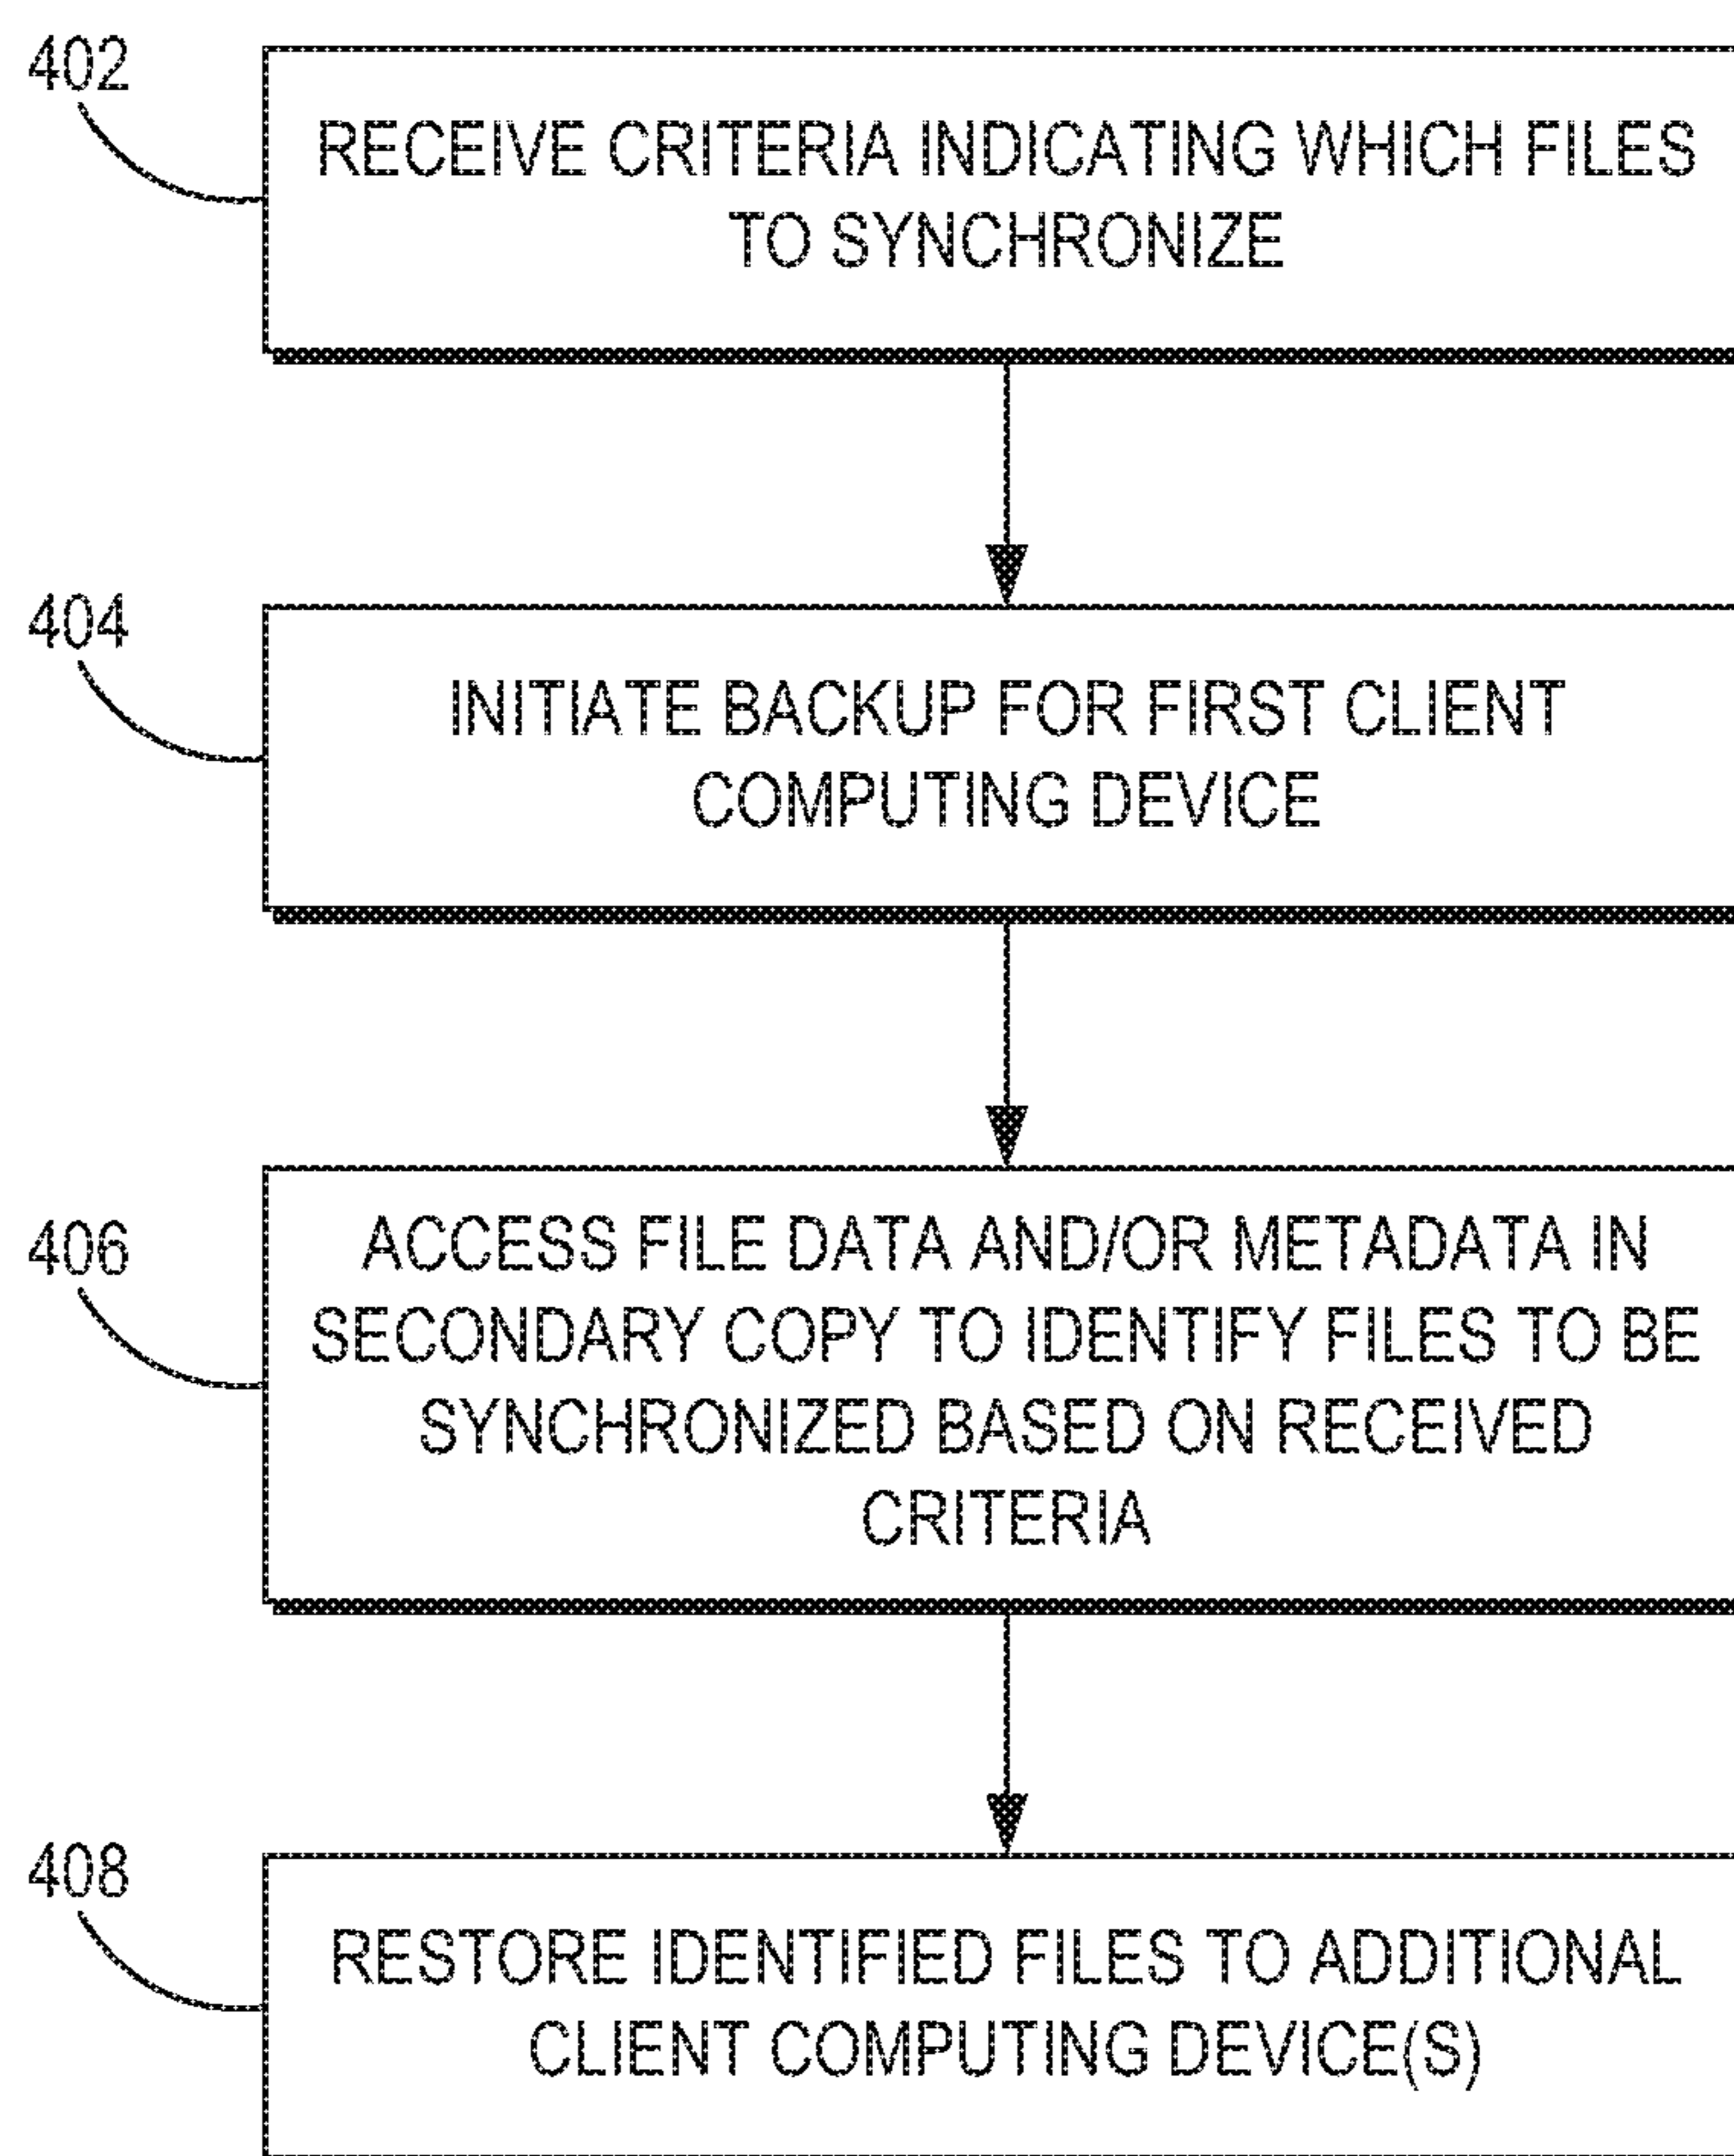 402
RECEIVE CRITERIA INDICATING WHICH FILES
TO SYNCHRONIZE
404
INITIATE BACKUP FOR FIRST CLIENT
COMPUTING DEVICE
406
ACCESS FILE DATA AND/OR METADATA IN
SECONDARY COPY TO IDENTIFY FILES TO BE
SYNCHRONIZED BASED ON RECEIVED
CRITERIA
408
RESTORE IDENTIFIED FILES TO ADDITIONAL
CLIENT COMPUTING DEVICE(S)